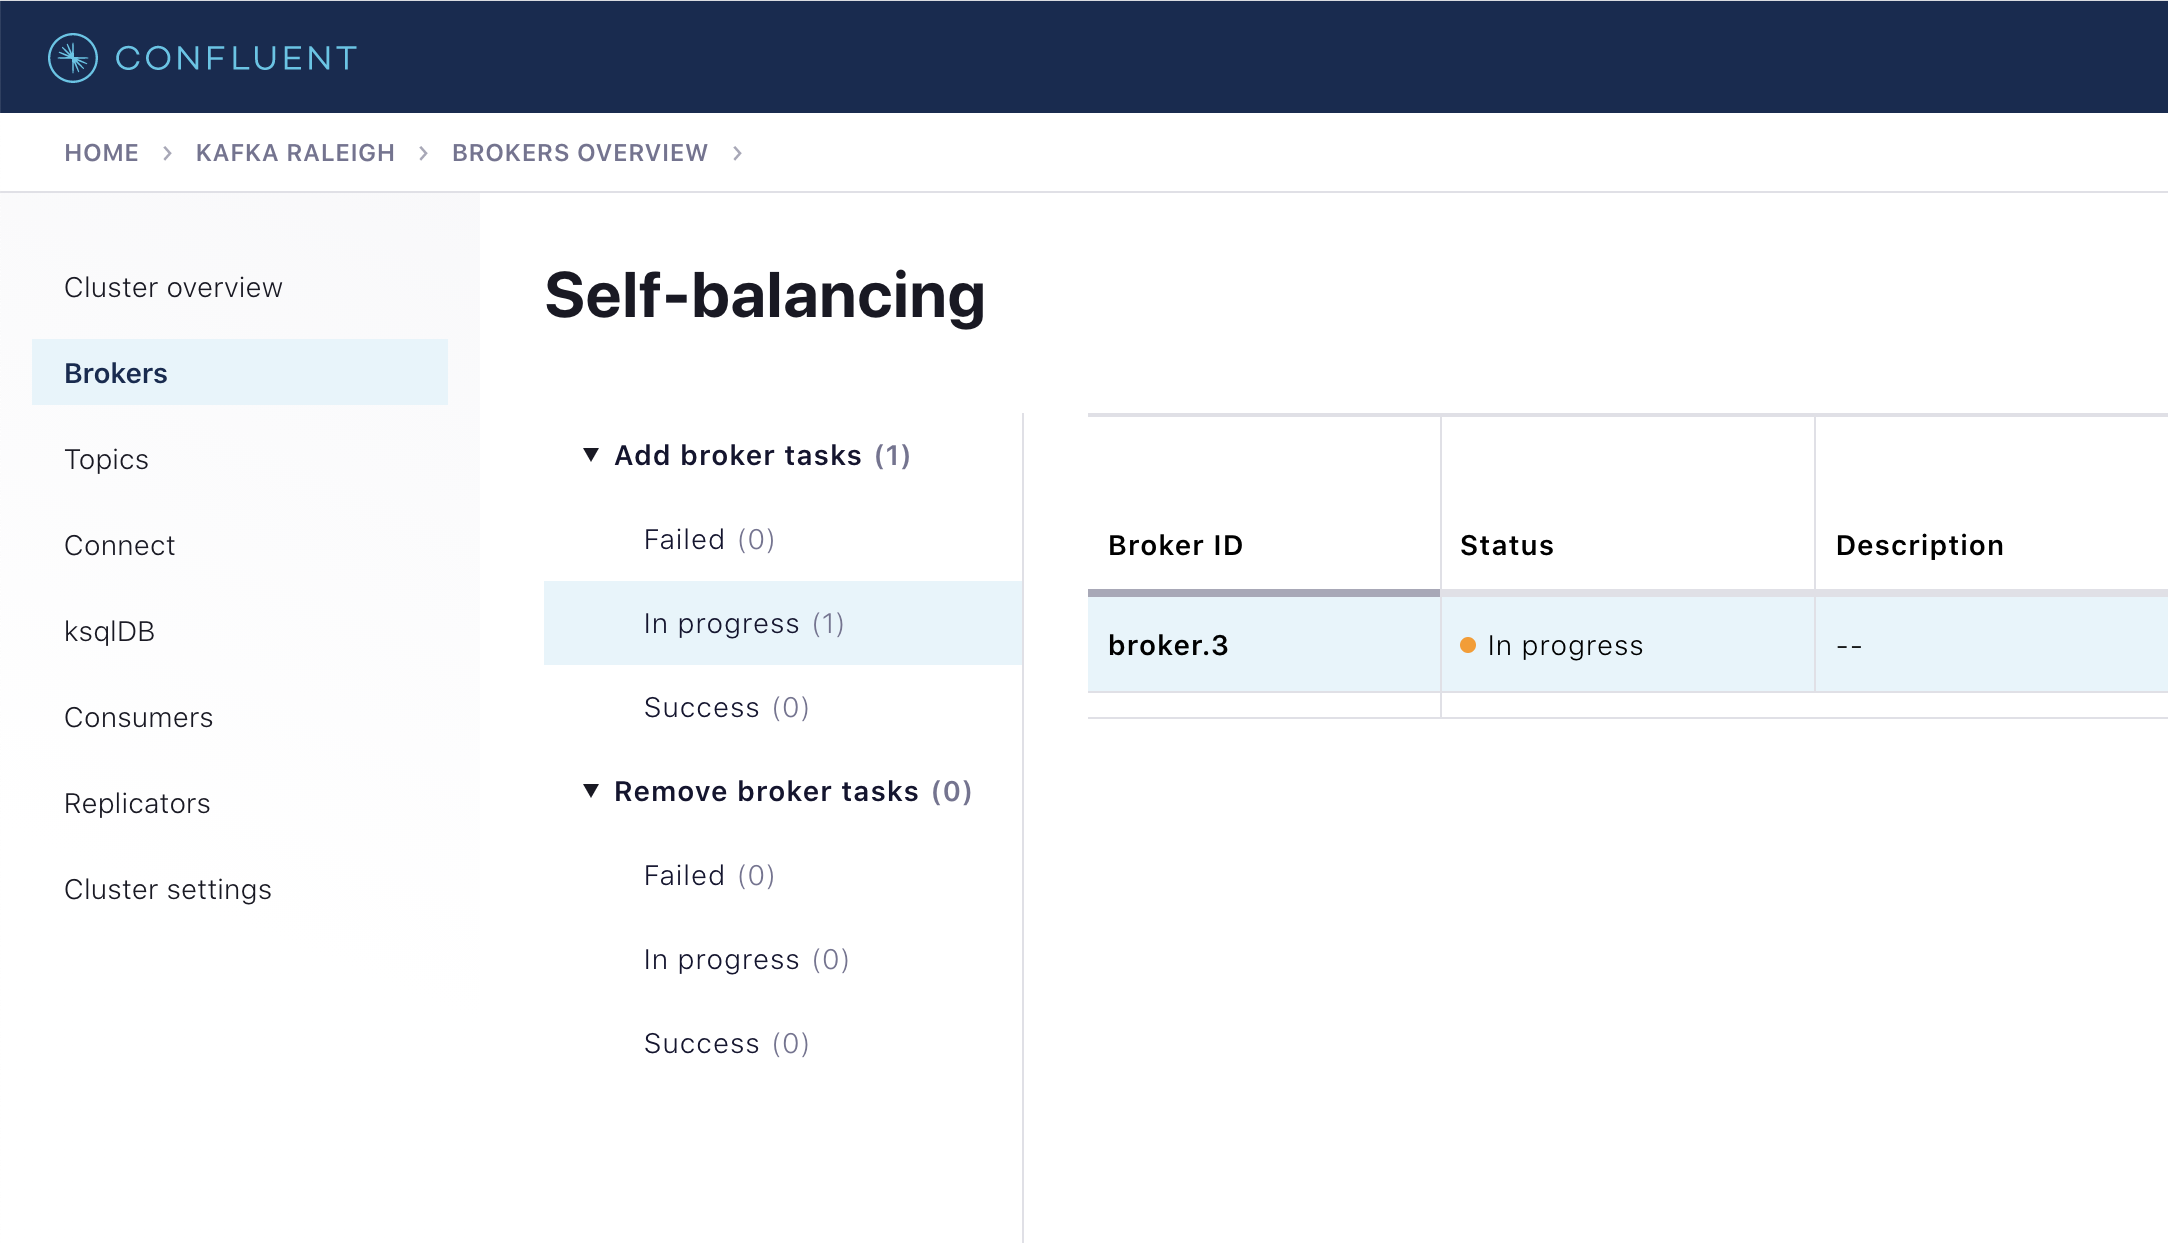 CONFLUENT
HOME > KAFKA RALEIGH > BROKERS OVERVIEW >
Cluster overview
Brokers
Topics
Connect
ksqlDB
Consumers
Replicators
Cluster settings
Self-balancing
▼ Add broker tasks (1)
Failed (0)
In progress (1)
Success (0)
▼ Remove broker tasks (0)
Failed (0)
In progress (0)
Success (0)
Broker ID Status Description
broker.3 In progress --